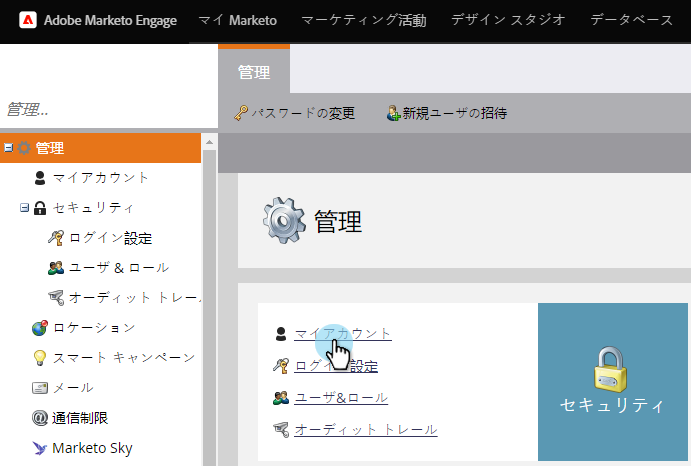 Adobe Marketo Engage マイ Marketo マーケティング活動 デザイン スタジオ データベース
管理
管理...
パスワードの変更 新規ユーザの招待
管理
マイアカウント
セキュリティ
ログイン設定
ユーザ & ロール
オーディット トレール
ロケーション
スマート キャンペーン
メール
通信制限
Marketo Sky
管理
マイアカウント
ログイン設定
ユーザ&ロール
オーディット トレール
セキュリティ